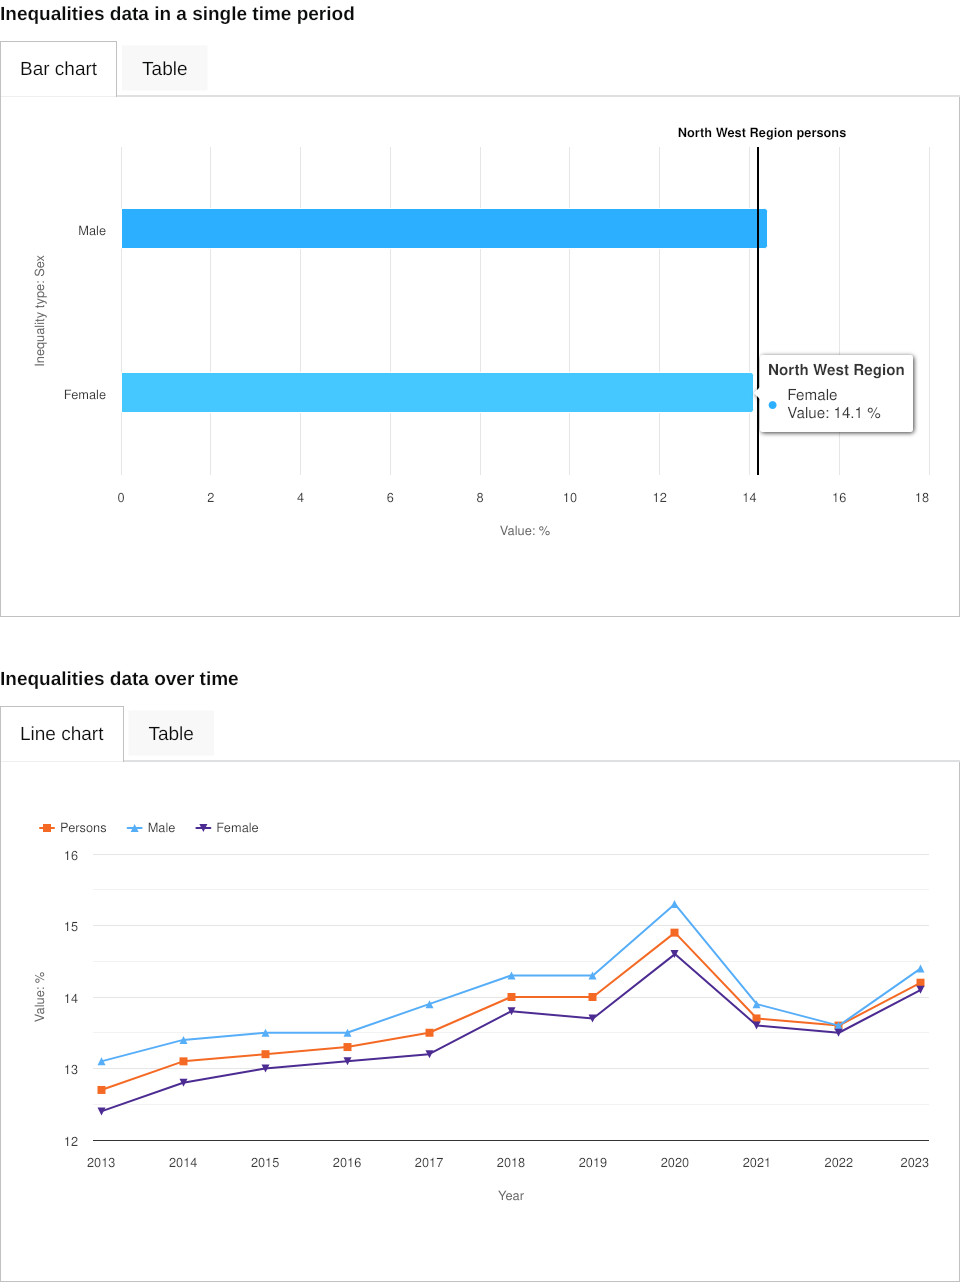 Inequalities data in a single time period
Bar chart
Table
North West Region persons
Male
Inequality type: Sex
Female
North West Region
Female
Value: 14.1 %
0 2 4 6 8 10 12 14 16 18
Value: %
Inequalities data over time
Line chart
Table
Persons Male Female
16
15
14
13
12
Value: %
2013 2014 2015 2016 2017 2018 2019 2020 2021 2022 2023
Year